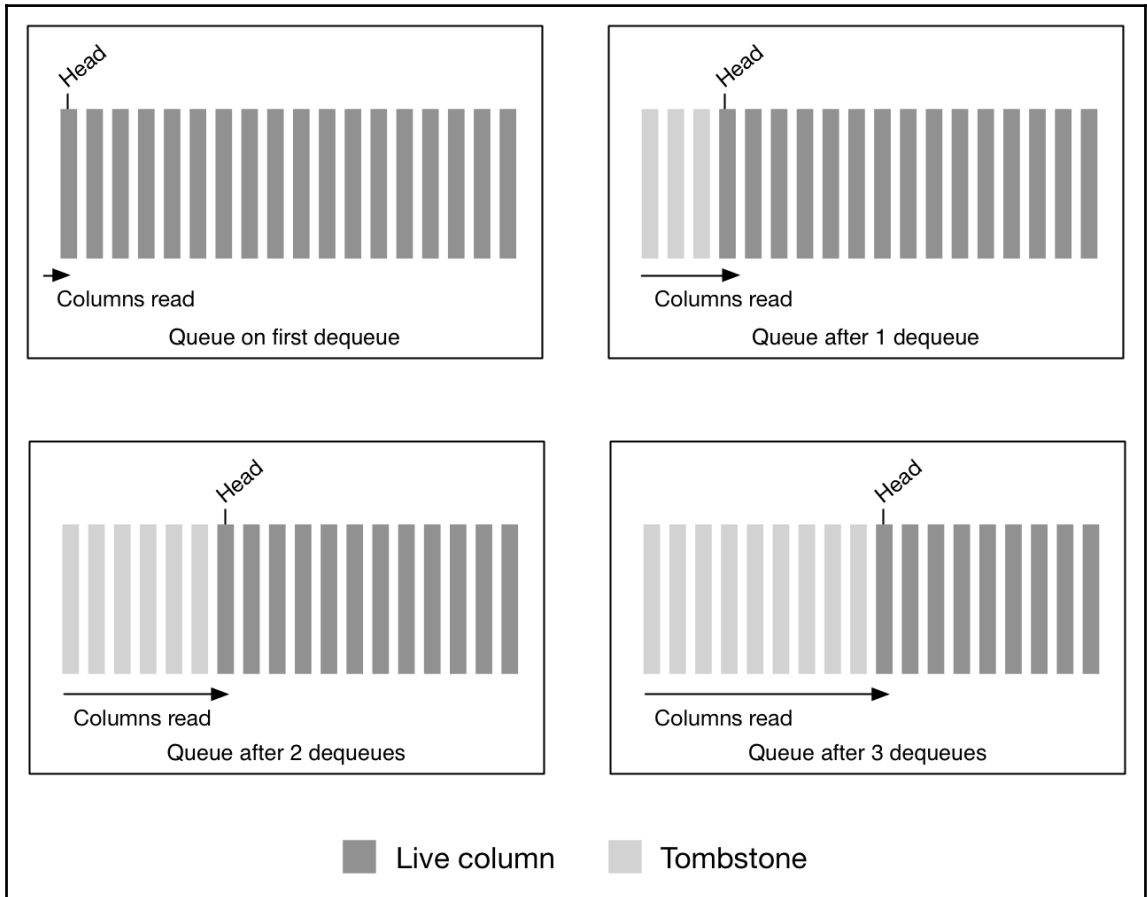 Head
Columns read
Queue on first dequeue
Head
Columns read
Queue after 1 dequeue
Head
Columns read
Queue after 2 dequeues
Head
Columns read
Queue after 3 dequeues
Live column
Tombstone